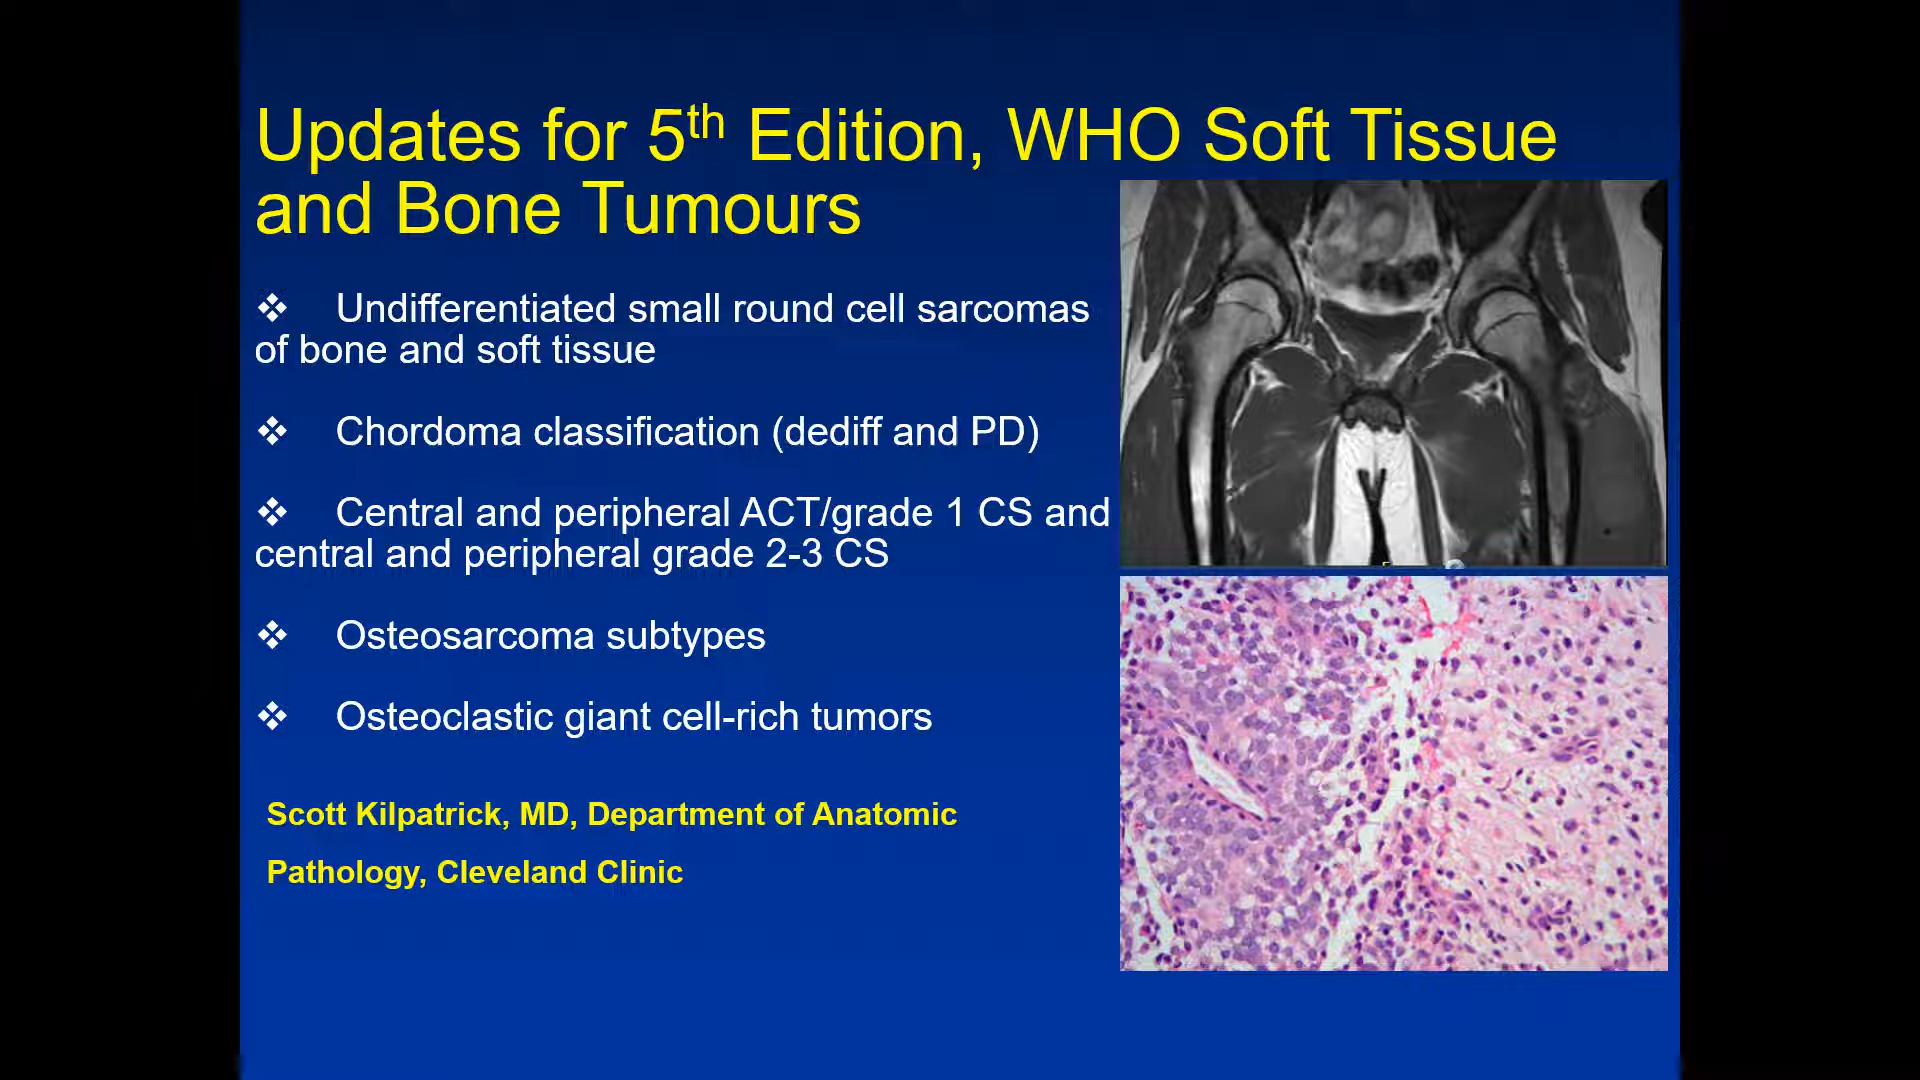 Updates for 5th Edition, WHO Soft Tissue
and Bone Tumours
❖ Undifferentiated small round cell sarcomas
of bone and soft tissue
❖ Chordoma classification (dediff and PD)
❖ Central and peripheral ACT/grade 1 CS and
central and peripheral grade 2-3 CS
❖ Osteosarcoma subtypes
❖ Osteoclastic giant cell-rich tumors
Scott Kilpatrick, MD, Department of Anatomic
Pathology, Cleveland Clinic